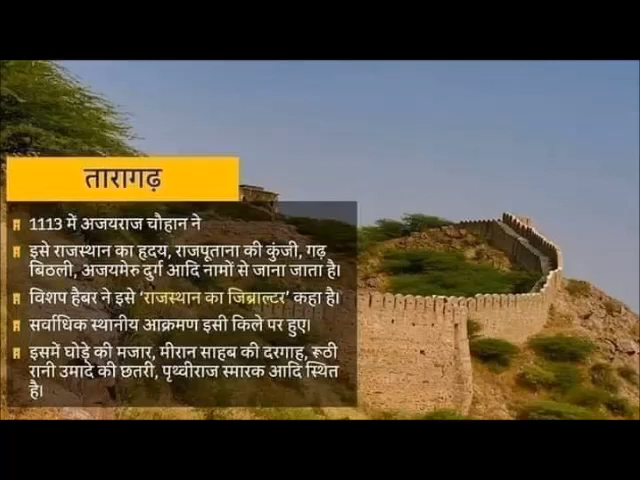 तारागढ़
1113 में अजयराज चौहान ने
इसे राजस्थान का हृदय, राजपूताना की कुंजी, गढ़
बिठली, अजयमेरु दुर्ग आदि नामों से जाना जाता है।
विशप हैबर ने इसे ‘राजस्थान का जिब्राल्टर’ कहा है।
सर्वाधिक स्थानीय आक्रमण इसी किले पर हुए।
इसमें घोड़े की मजार, मीरान साहब की दरगाह, रूठी
रानी उमादे की छतरी, पृथ्वीराज स्मारक आदि स्थित
है।